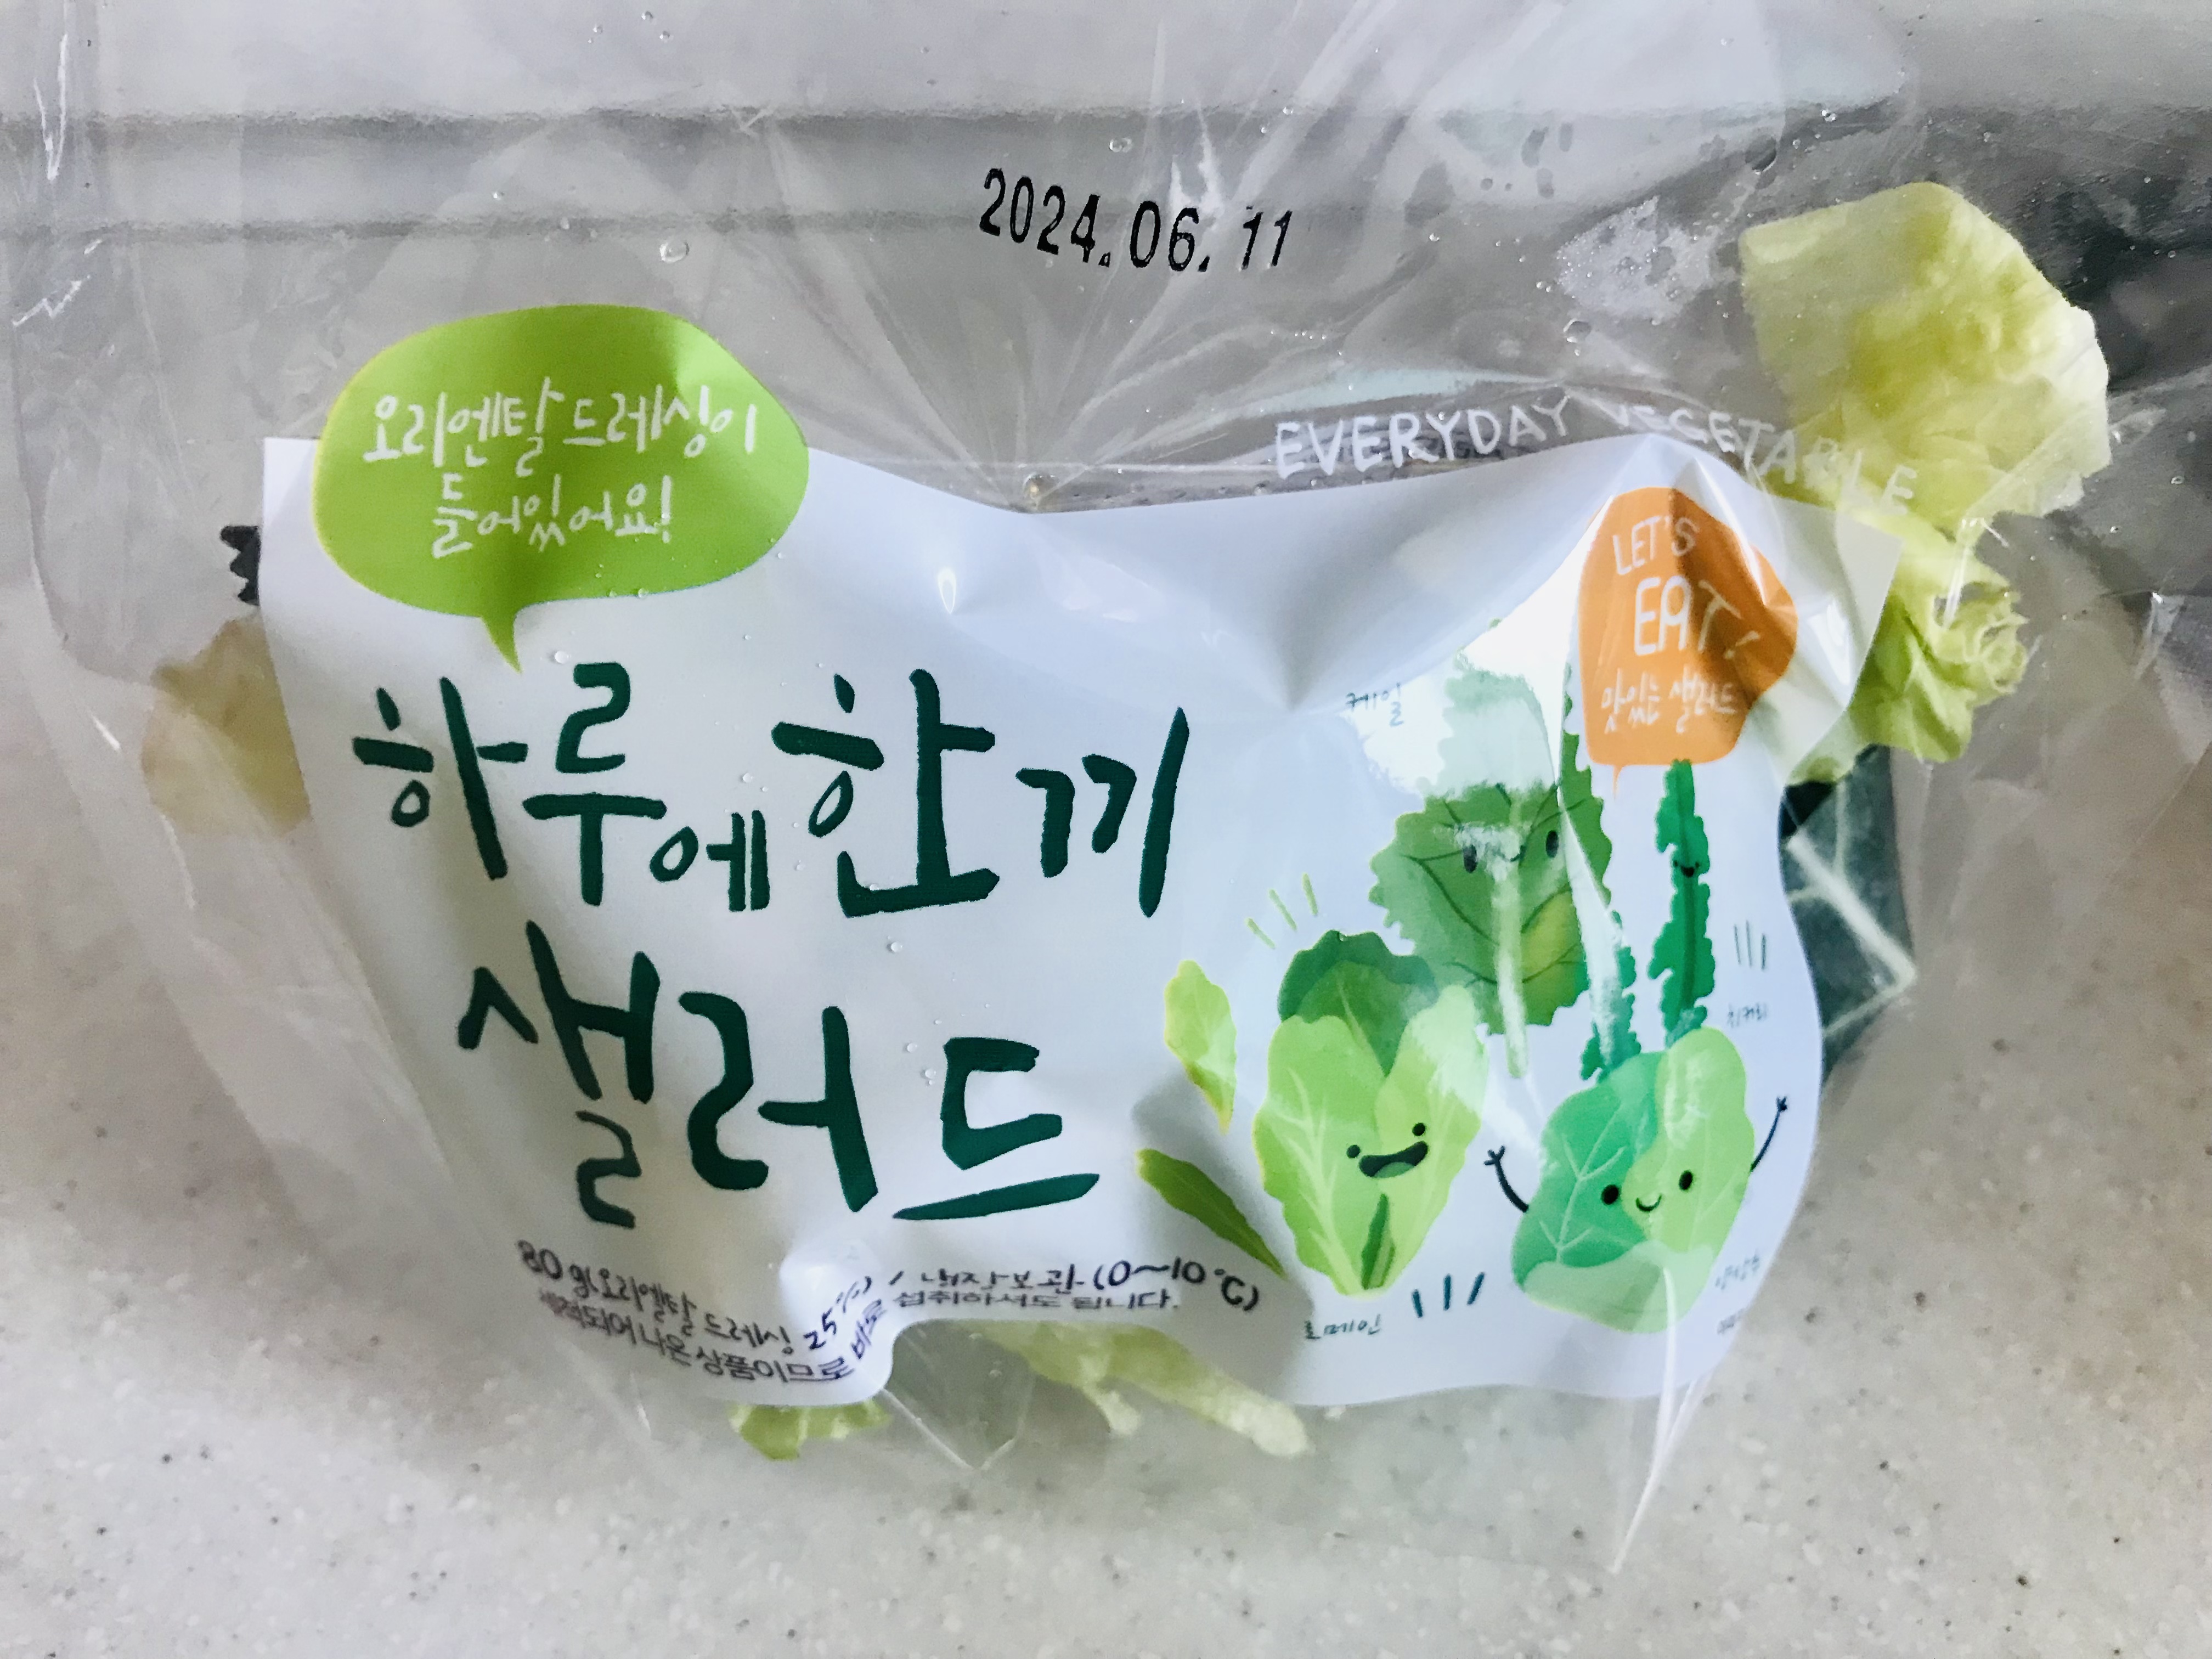 2024.06.11
오리엔탈 드레싱이
들어있어요!
EVERYDAY VEGETABLE
LET'S
EAT!
맛있는 샐러드
하루에 한끼
샐러드
케일
치커리
로메인
80 g(오리엔탈 드레싱 25%) / 냉장보관 (0~10℃)
세척되어 나온 상품이므로 바로 섭취하셔도 됩니다.
양상추